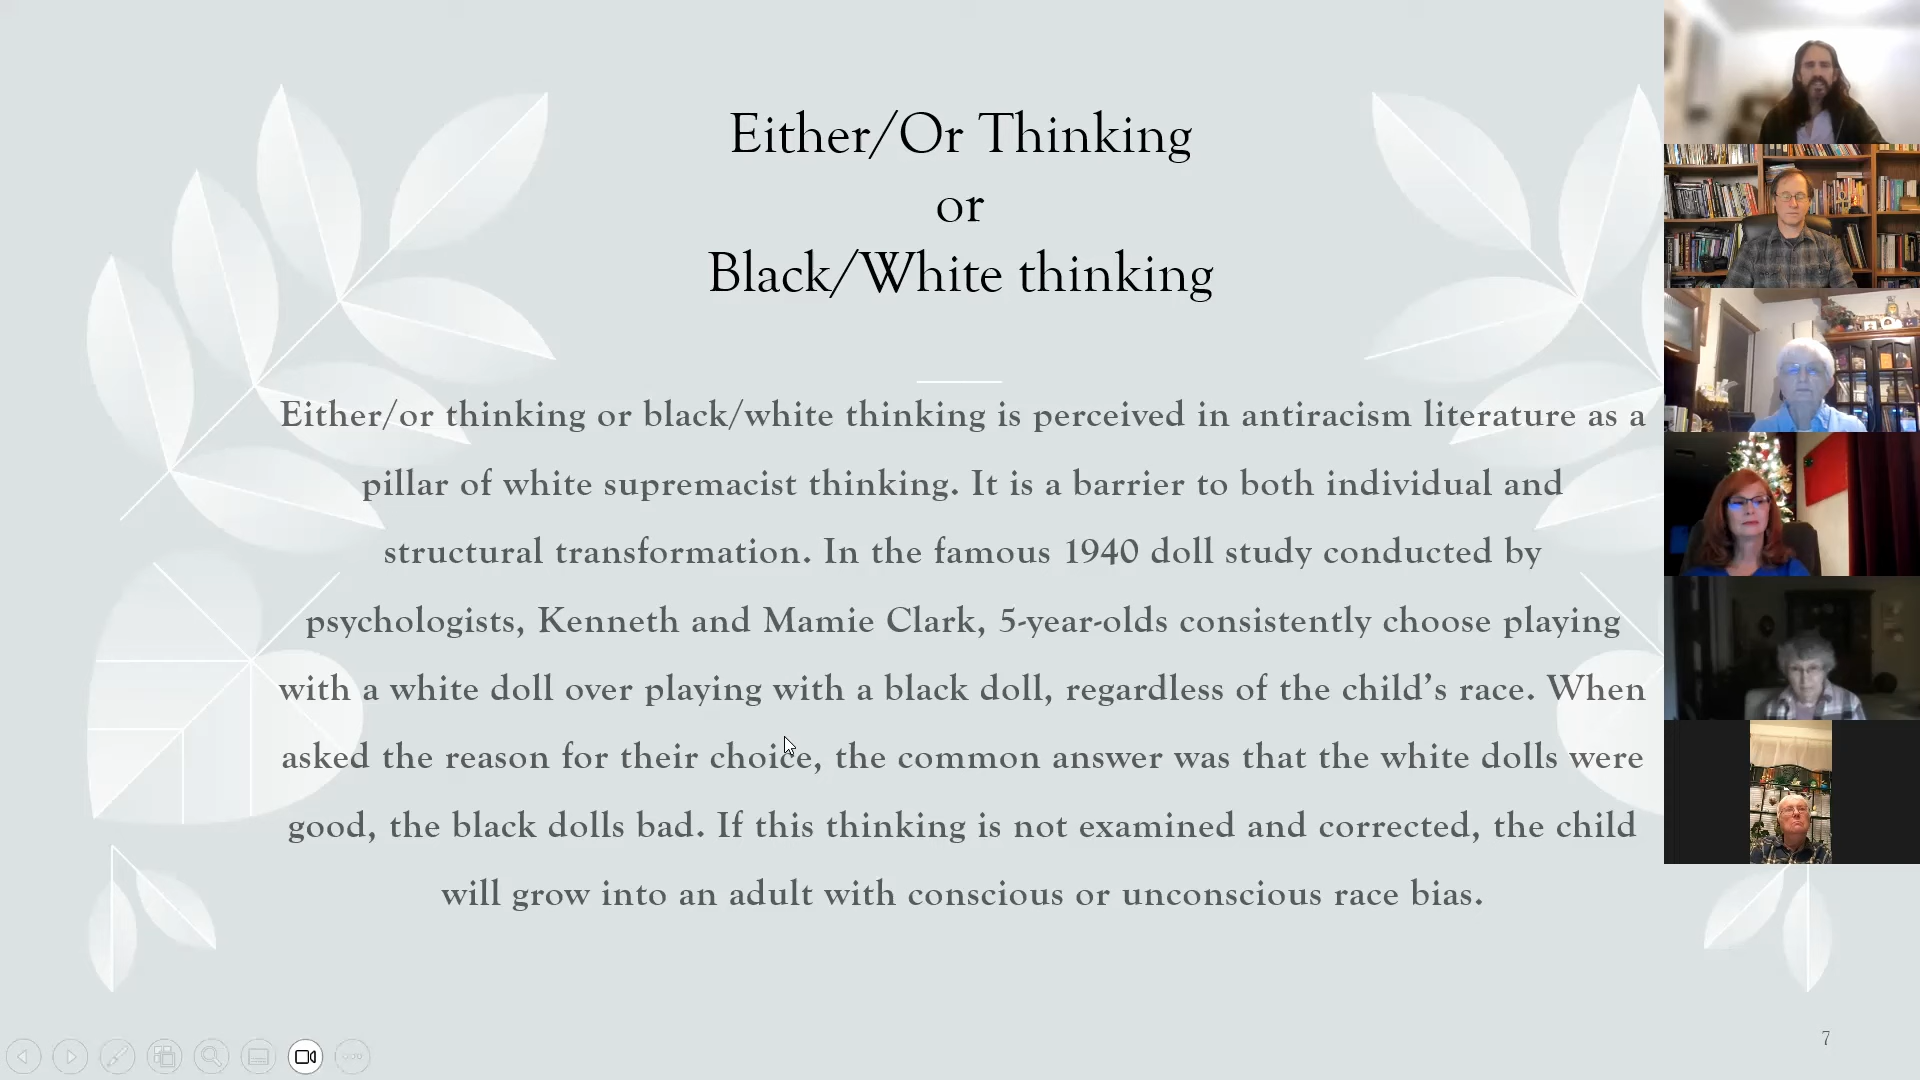 Either/Or Thinking
or
Black/White thinking
Either/or thinking or black/white thinking is perceived in antiracism literature as a
pillar of white supremacist thinking. It is a barrier to both individual and
structural transformation. In the famous 1940 doll study conducted by
psychologists, Kenneth and Mamie Clark, 5-year-olds consistently choose playing
with a white doll over playing with a black doll, regardless of the child’s race. When
asked the reason for their choice, the common answer was that the white dolls were
good, the black dolls bad. If this thinking is not examined and corrected, the child
will grow into an adult with conscious or unconscious race bias.
7